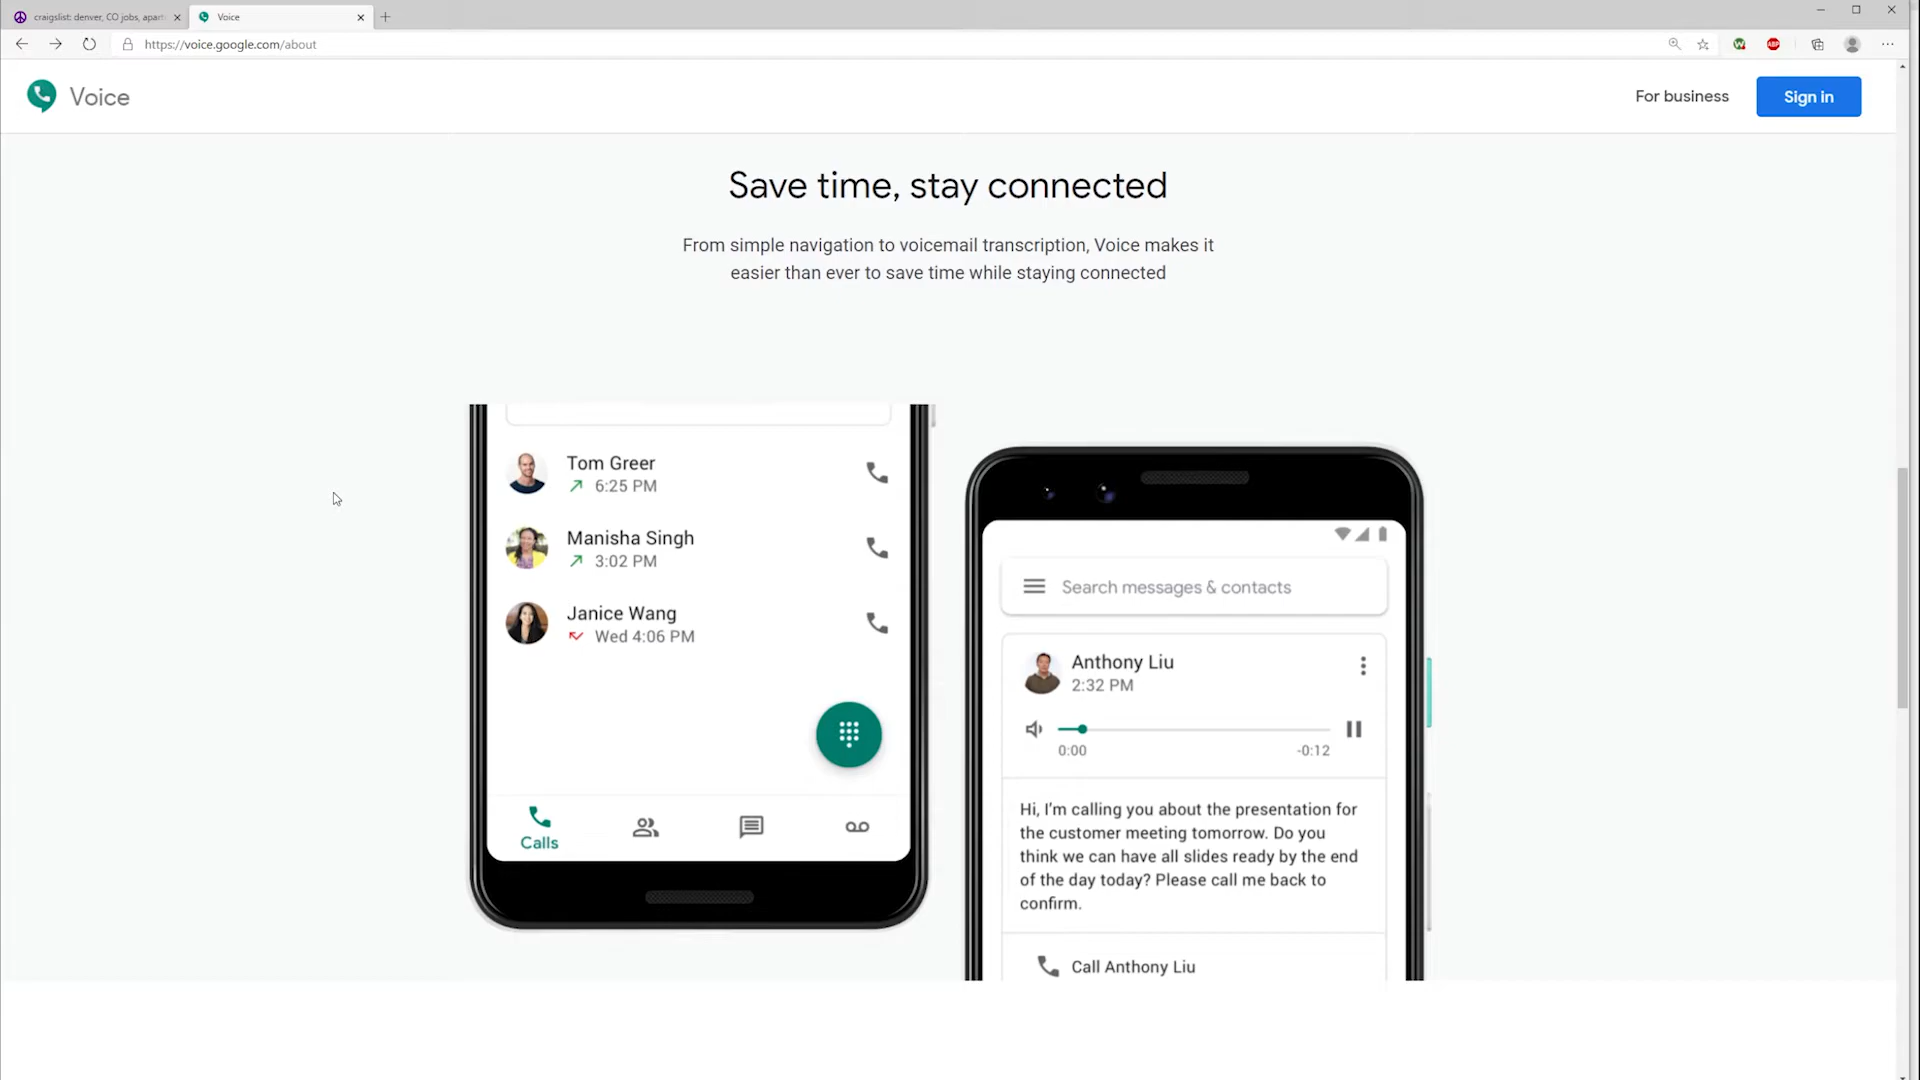 craigslist: denver, CO jobs, apart
Voice
https://voice.google.com/about
ABP
Voice
For business
Sign in
Save time, stay connected
From simple navigation to voicemail transcription, Voice makes it
easier than ever to save time while staying connected
Tom Greer
6:25 PM
Manisha Singh
3:02 PM
Janice Wang
Wed 4:06 PM
Calls
Search messages & contacts
Anthony Liu
2:32 PM
0:00
-0:12
Hi, I'm calling you about the presentation for
the customer meeting tomorrow. Do you
think we can have all slides ready by the end
of the day today? Please call me back to
confirm.
Call Anthony Liu